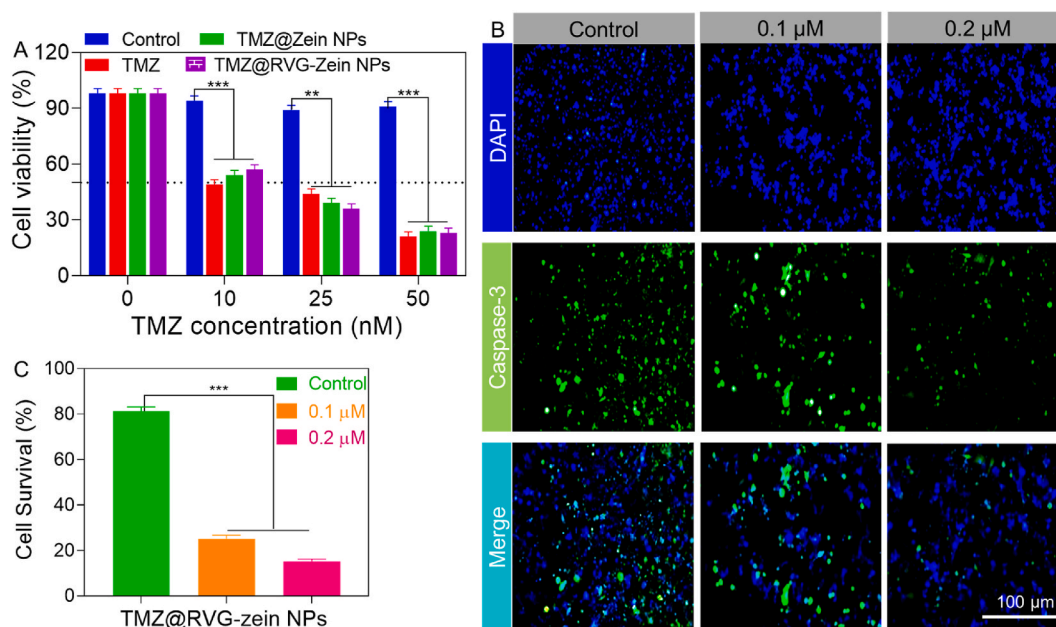 A
Cell viability (%)
120
90
60
30
0
Control
TMZ@Zein NPs
TMZ
TMZ@RVG-Zein NPs
***
**
***
0
10
25
50
TMZ concentration (nM)
B
Control
0.1 µM
0.2 µM
DAPI
Caspase-3
Merge
100 µm
C
Cell Survival (%)
100
80
60
40
20
0
***
Control
0.1 µM
0.2 µM
TMZ@RVG-zein NPs